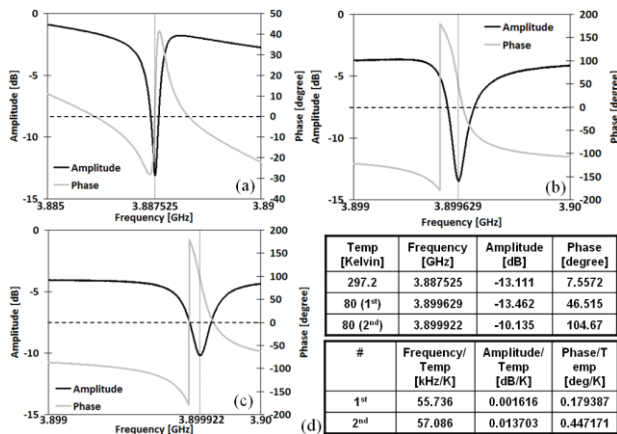 Amplitude [dB]
0
-5
-10
-15
50
40
30
20
10
0
-10
-20
-30
-40
Phase [degree]
Amplitude
Phase
(a)
3.885
3.887525
3.89
Frequency [GHz]
Amplitude [dB]
0
-5
-10
-15
200
150
100
50
0
-50
-100
-150
-200
Phase [degree]
Amplitude
Phase
(b)
3.899
3.899629
3.90
Frequency [GHz]
Amplitude [dB]
0
-5
-10
-15
200
150
100
50
0
-50
-100
-150
-200
Phase [degree]
Amplitude
Phase
(c)
3.899
3.899922
3.90
Frequency [GHz]
(d)
Temp [Kelvin] Frequency [GHz] Amplitude [dB] Phase [degree]
297.2 3.887525 -13.111 7.5572
80 (1st) 3.899629 -13.462 46.515
80 (2nd) 3.899922 -10.135 104.67
# Frequency/ Temp [kHz/K] Amplitude/ Temp [dB/K] Phase/T emp [deg/K]
1st 55.736 0.001616 0.179387
2nd 57.086 0.013703 0.447171